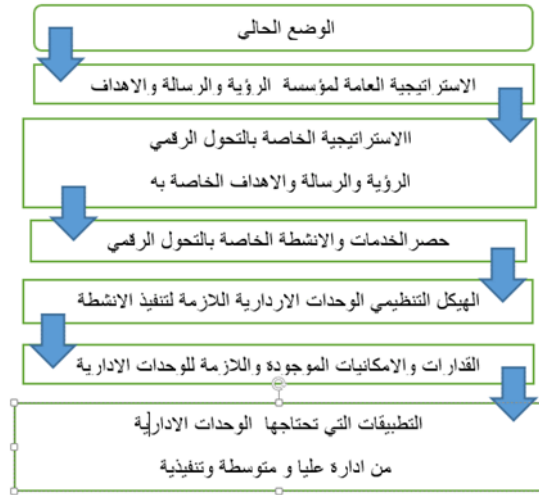 الوضع الحالي
الاستراتيجية العامة لمؤسسة الرؤية والرسالة والاهداف
االاستراتيجية الخاصة بالتحول الرقمي
الرؤية والرسالة والاهداف الخاصة به
حصر الخدمات والانشطة الخاصة بالتحول الرقمي
الهيكل التنظيمي الوحدات الاردارية اللازمة لتنفيذ الانشطة
القدارات والامكانيات الموجودة واللازمة للوحدات الادارية
التطبيقات التي تحتاجها الوحدات الادارية
من ادارة عليا و متوسطة وتنفيذية